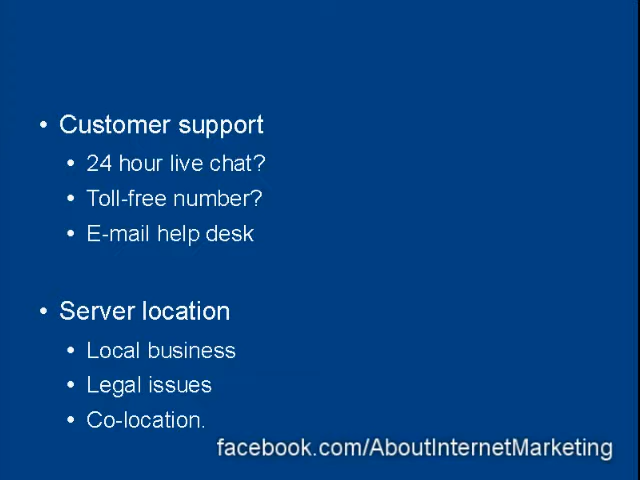 • Customer support
• 24 hour live chat?
• Toll-free number?
• E-mail help desk
• Server location
• Local business
• Legal issues
• Co-location.
facebook.com/AboutInternetMarketing